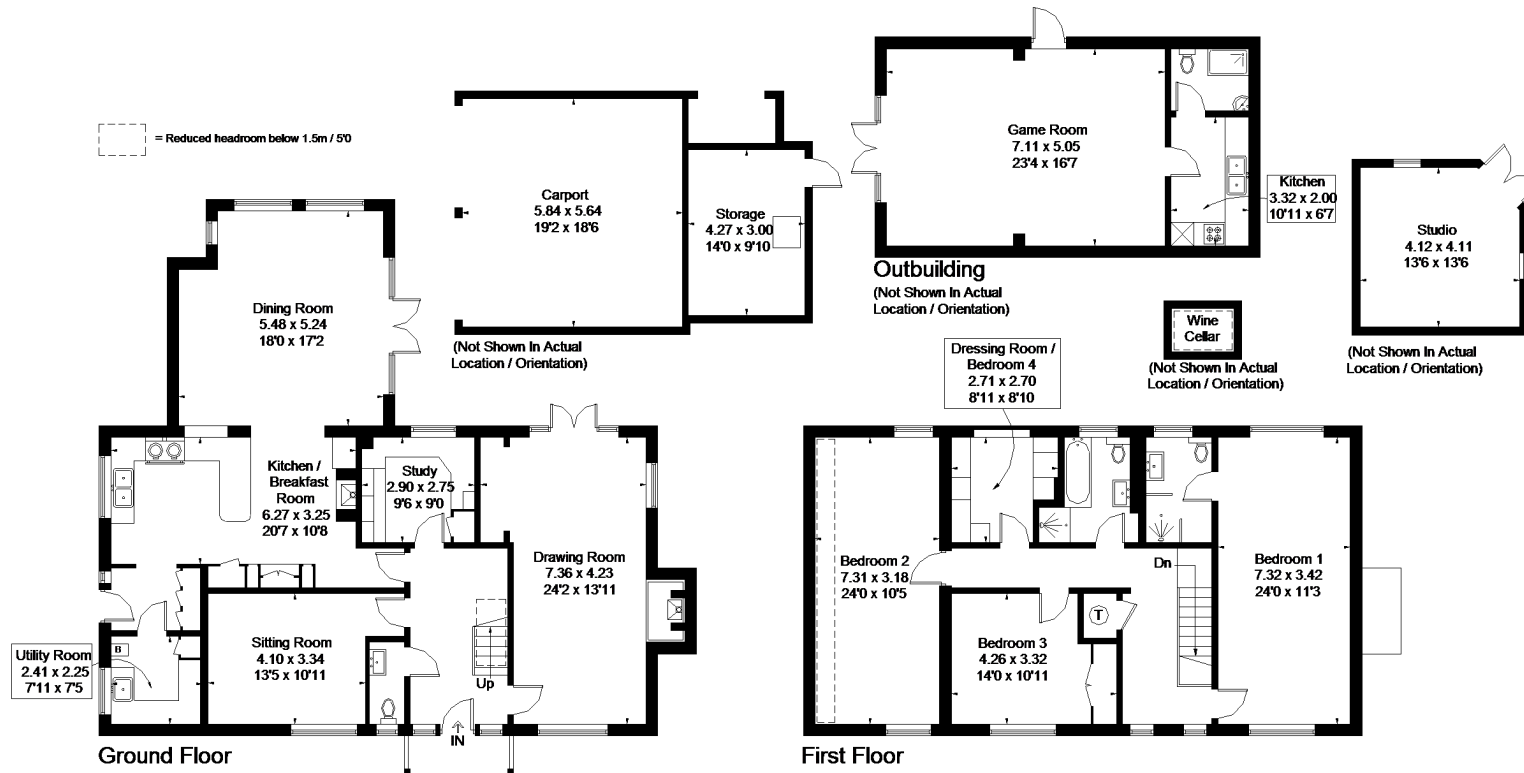 = Reduced headroom below 1.5m / 5'0
Carport
5.84 x 5.64
19'2 x 18'6
Storage
4.27 x 3.00
14'0 x 9'10
(Not Shown In Actual
Location / Orientation)
Game Room
7.11 x 5.05
23'4 x 16'7
Kitchen
3.32 x 2.00
10'11 x 6'7
Outbuilding
(Not Shown In Actual
Location / Orientation)
Studio
4.12 x 4.11
13'6 x 13'6
(Not Shown In Actual
Location / Orientation)
Wine
Cellar
(Not Shown In Actual
Location / Orientation)
Dining Room
5.48 x 5.24
18'0 x 17'2
Kitchen /
Breakfast
Room
6.27 x 3.25
20'7 x 10'8
Study
2.90 x 2.75
9'6 x 9'0
Drawing Room
7.36 x 4.23
24'2 x 13'11
Sitting Room
4.10 x 3.34
13'5 x 10'11
Utility Room
2.41 x 2.25
7'11 x 7'5
B
Up
IN
Ground Floor
Dressing Room /
Bedroom 4
2.71 x 2.70
8'11 x 8'10
Bedroom 2
7.31 x 3.18
24'0 x 10'5
Bedroom 1
7.32 x 3.42
24'0 x 11'3
Dn
T
Bedroom 3
4.26 x 3.32
14'0 x 10'11
First Floor